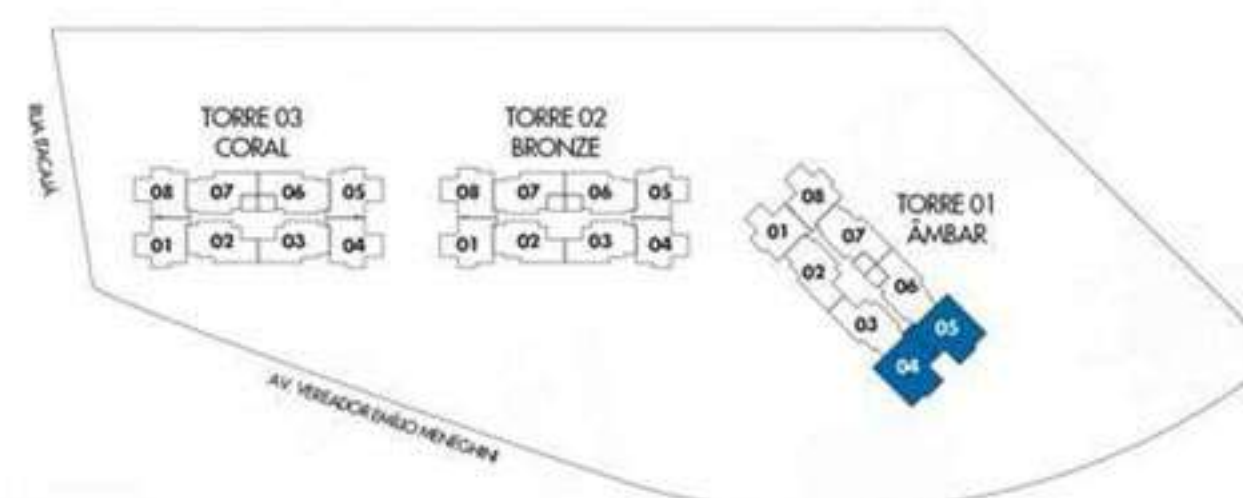 TORRE 03
CORAL
08 07 06 05
01 02 03 04
TORRE 02
BRONZE
08 07 06 05
01 02 03 04
TORRE 01
ÂMBAR
08
01
07
02
06
03
05
04
RUA
AV. VEREADOR EMÍLIO MENEGHINI